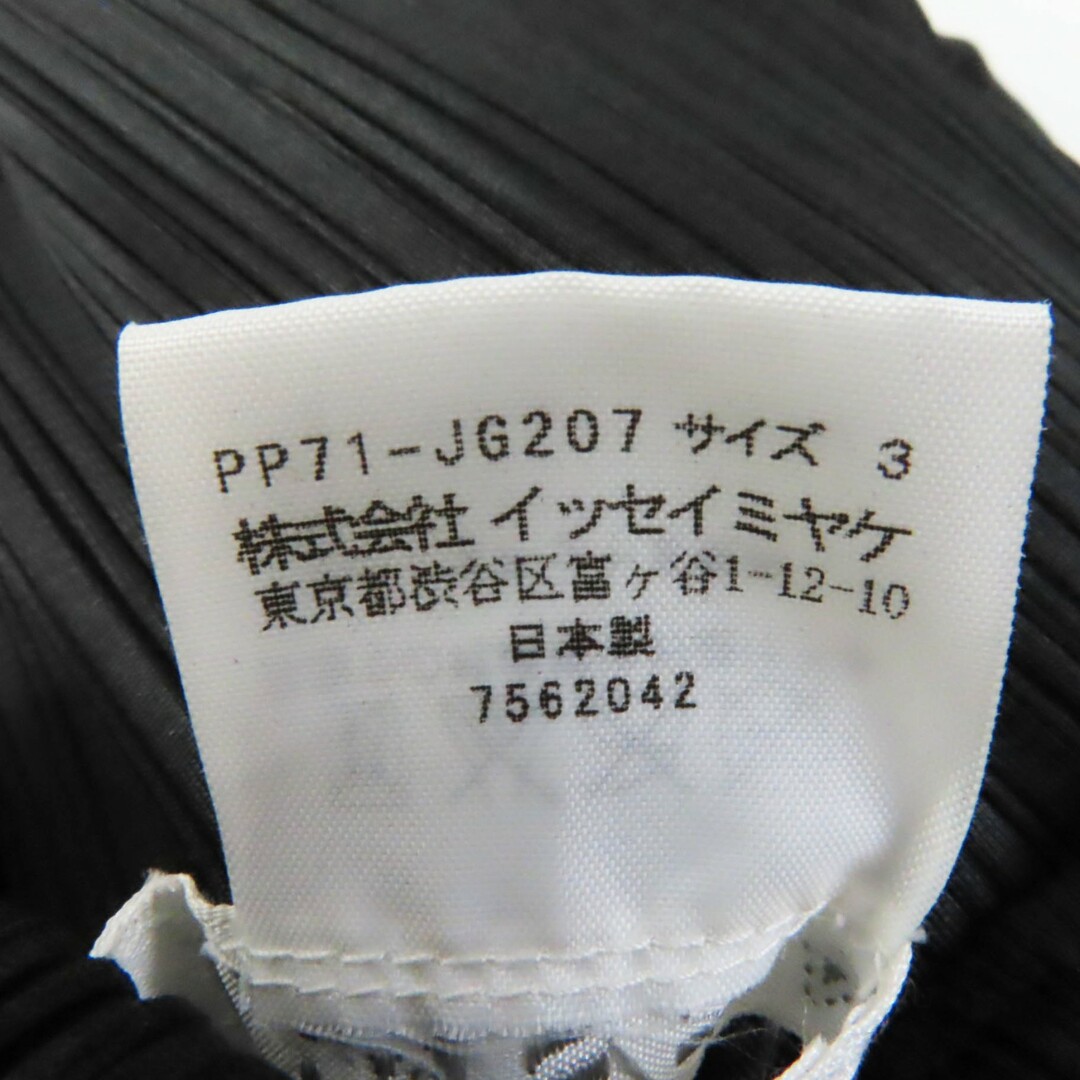 PP71-JG207 サイズ 3
株式会社 イッセイミヤケ
東京都渋谷区富ヶ谷1-12-10
日本製
7562042